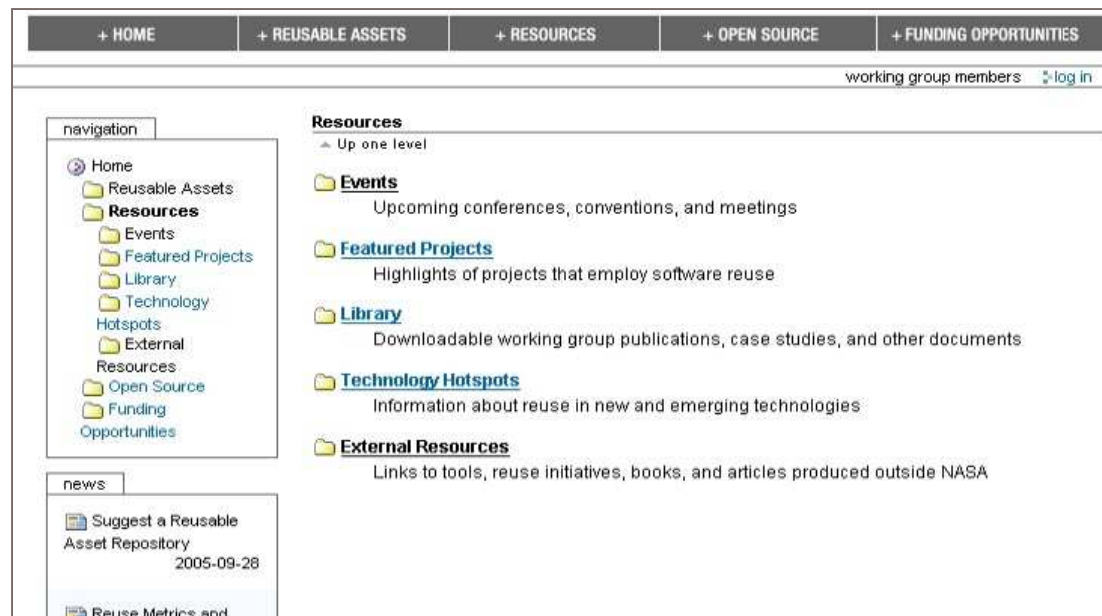 + HOME + REUSABLE ASSETS + RESOURCES + OPEN SOURCE + FUNDING OPPORTUNITIES
working group members log in
navigation
Home
Reusable Assets
Resources
Events
Featured Projects
Library
Technology
Hotspots
External
Resources
Open Source
Funding
Opportunities
news
Suggest a Reusable
Asset Repository
2005-09-28
Reuse Metrics and
Resources
Up one level
Events
Upcoming conferences, conventions, and meetings
Featured Projects
Highlights of projects that employ software reuse
Library
Downloadable working group publications, case studies, and other documents
Technology Hotspots
Information about reuse in new and emerging technologies
External Resources
Links to tools, reuse initiatives, books, and articles produced outside NASA